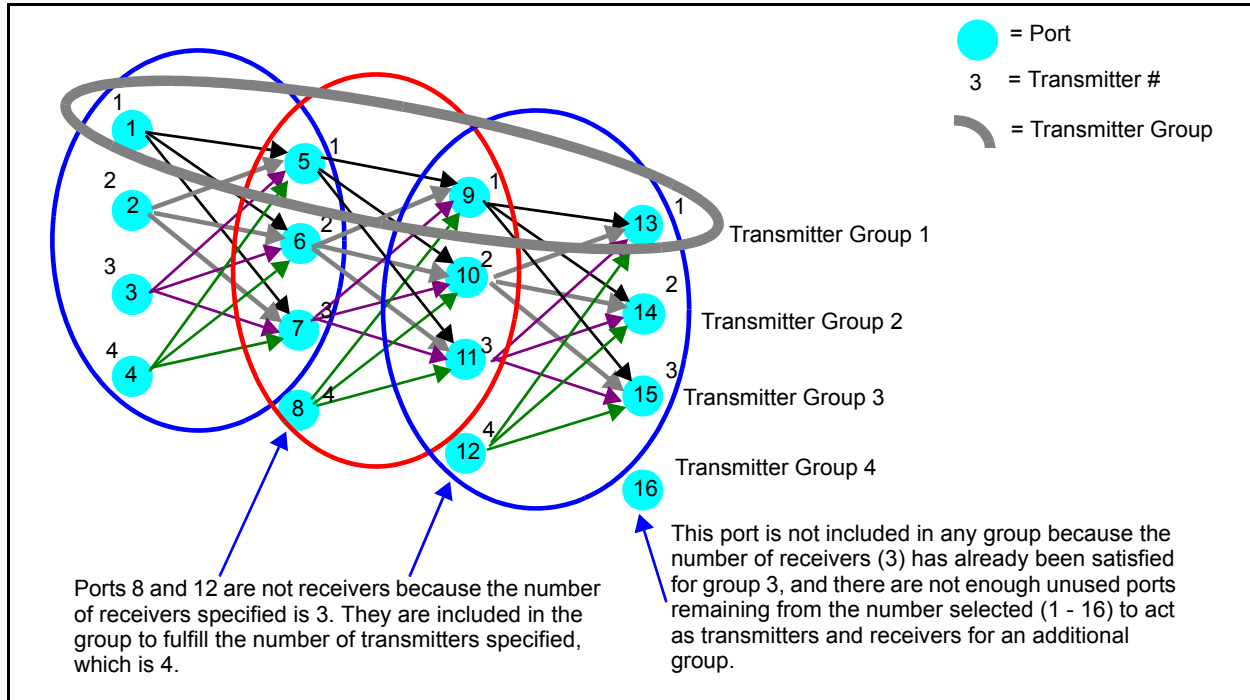 = Port
3 = Transmitter #
= Transmitter Group
1
1
2
2
3
3
4
4
5
1
6
2
7
3
8
4
9
1
10
2
11
3
12
4
13
1
14
2
15
3
16
Transmitter Group 1
Transmitter Group 2
Transmitter Group 3
Transmitter Group 4
Ports 8 and 12 are not receivers because the number
of receivers specified is 3. They are included in the
group to fulfill the number of transmitters specified,
which is 4.
This port is not included in any group because the
number of receivers (3) has already been satisfied
for group 3, and there are not enough unused ports
remaining from the number selected (1 - 16) to act
as transmitters and receivers for an additional
group.